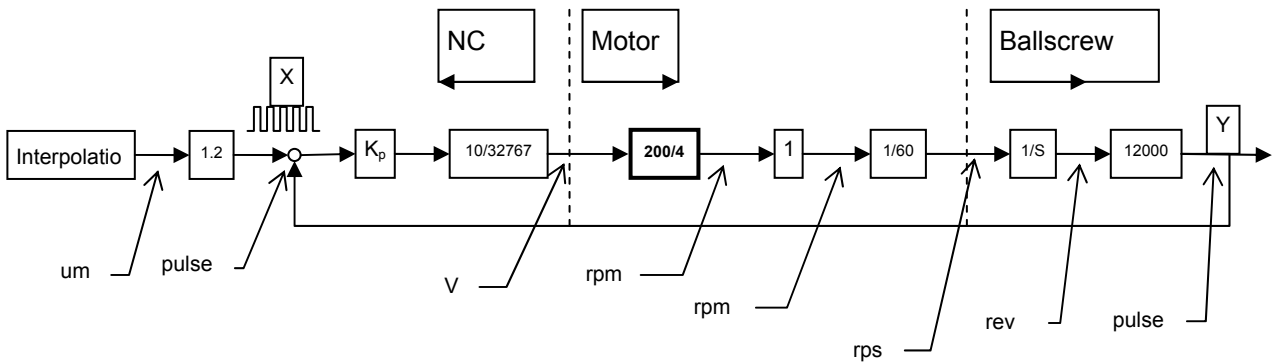 NC
Motor
Ballscrew
X
Y
Interpolatio
1.2
Kp
10/32767
200/4
1
1/60
1/S
12000
um
pulse
V
rpm
rpm
rps
rev
pulse